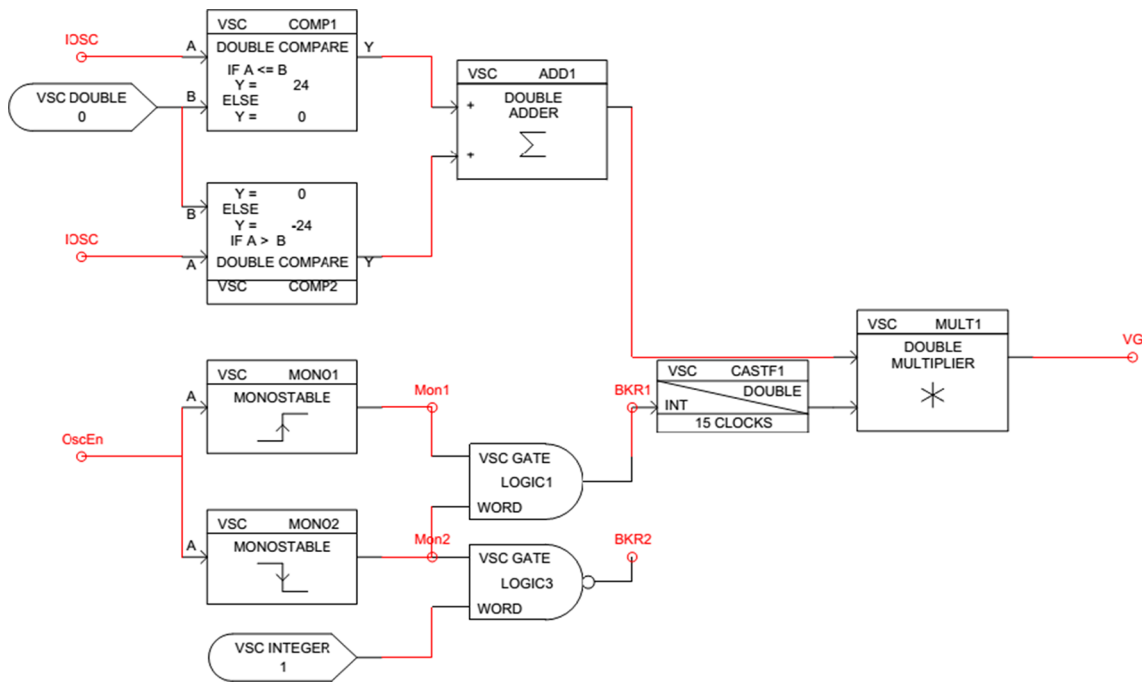 VSC COMP1
IOSC
A
DOUBLE COMPARE
Y
IF A <= B
Y = 24
ELSE
Y = 0
B
VSC DOUBLE
0
VSC ADD1
DOUBLE
ADDER
+
Σ
+
Y = 0
B
ELSE
Y = -24
IF A > B
IOSC
A
DOUBLE COMPARE
Y
VSC COMP2
VSC MULT1
DOUBLE
MULTIPLIER
*
VG
VSC MONO1
MONOSTABLE
A
Mon1
BKR1
VSC CASTF1
DOUBLE
INT
15 CLOCKS
OscEn
VSC GATE
LOGIC1
WORD
VSC MONO2
MONOSTABLE
A
Mon2
BKR2
VSC GATE
LOGIC3
WORD
VSC INTEGER
1